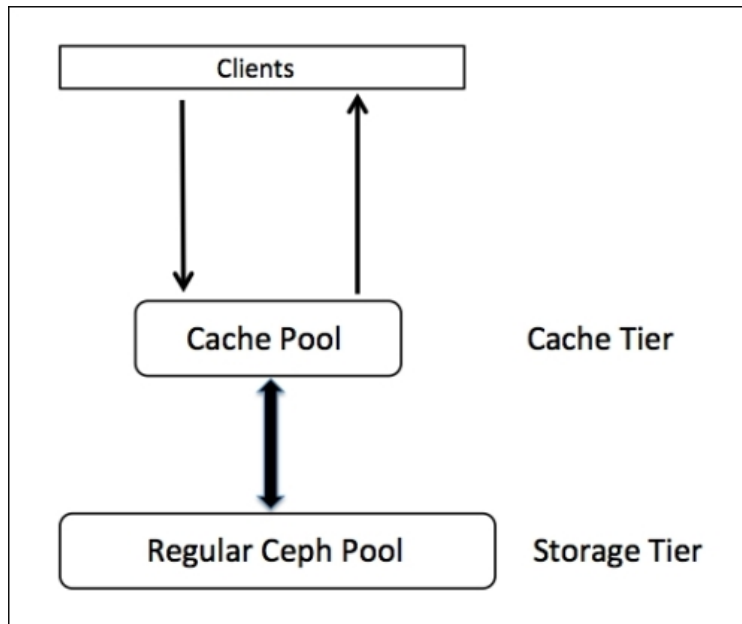 Clients
Cache Pool
Cache Tier
Regular Ceph Pool
Storage Tier